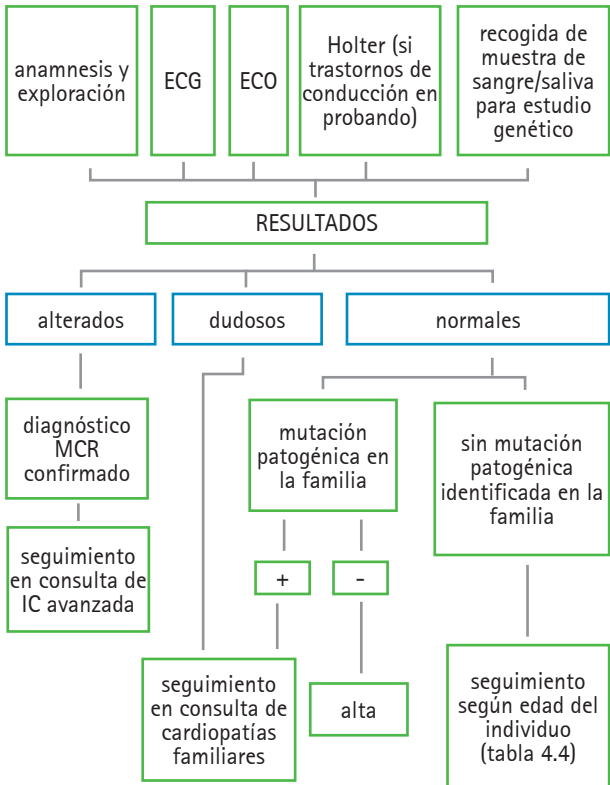 anamnesis y
exploración
ECG
ECO
Holter (si
trastornos de
conducción en
probando)
recogida de
muestra de
sangre/saliva
para estudio
genético
RESULTADOS
alterados
dudosos
normales
diagnóstico
MCR
confirmado
mutación
patogénica en
la familia
sin mutación
patogénica
identificada en la
familia
seguimiento
en consulta de
IC avanzada
+
-
seguimiento
en consulta de
cardiopatías
familiares
alta
seguimiento
según edad del
individuo
(tabla 4.4)